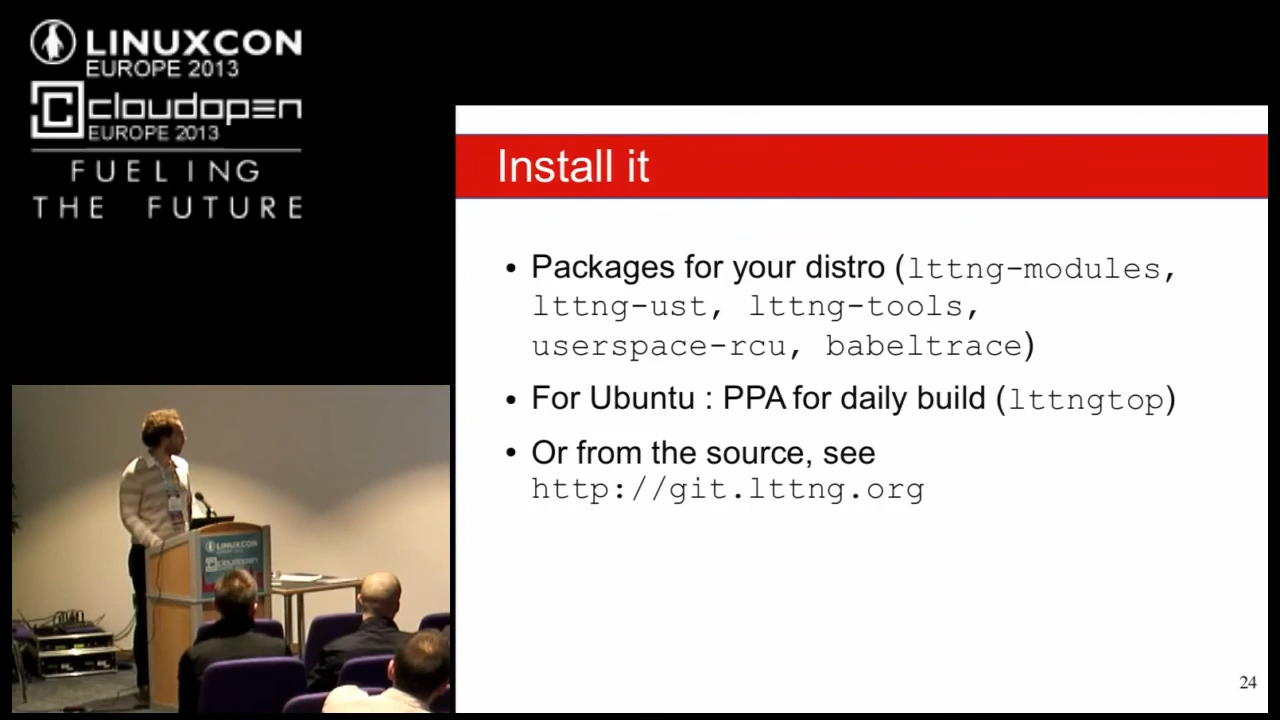 LINUXCON
EUROPE 2013
cloudopen
EUROPE 2013
FUELING
THE FUTURE
Install it
• Packages for your distro (lttng-modules,
lttng-ust, lttng-tools,
userspace-rcu, babeltrace)
• For Ubuntu : PPA for daily build (lttngtop)
• Or from the source, see
http://git.lttng.org
24
LINUXCON
cloudopen